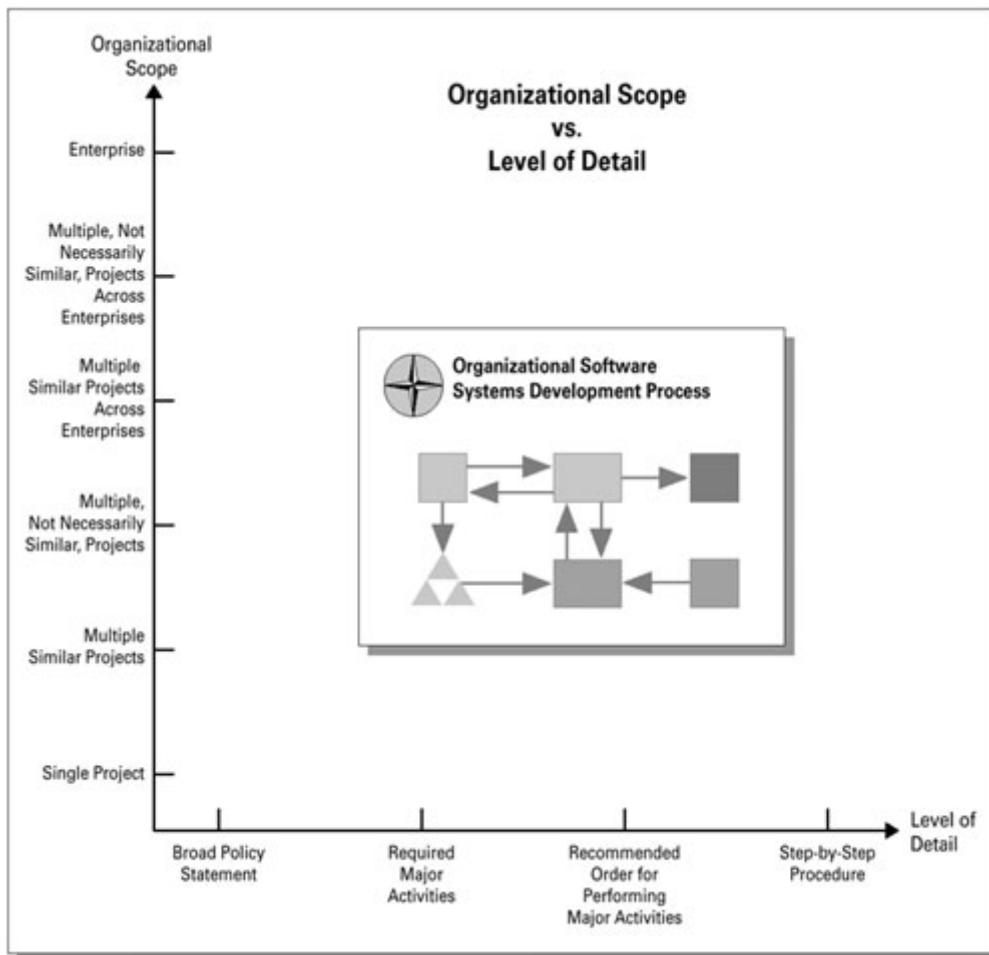 Organizational
Scope
Organizational Scope
vs.
Level of Detail
Enterprise
Multiple, Not
Necessarily
Similar, Projects
Across
Enterprises
Multiple
Similar Projects
Across
Enterprises
Organizational Software
Systems Development Process
Multiple,
Not Necessarily
Similar, Projects
Multiple
Similar Projects
Single Project
Level of
Detail
Broad Policy
Statement
Required
Major
Activities
Recommended
Order for
Performing
Major Activities
Step-by-Step
Procedure